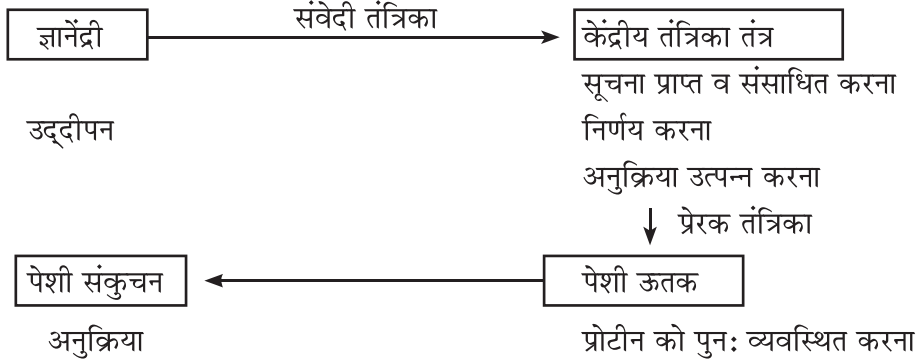 संवेदी तंत्रिका
ज्ञानेंद्री
केंद्रीय तंत्रिका तंत्र
सूचना प्राप्त व संसाधित करना
उद्दीपन
निर्णय करना
अनुक्रिया उत्पन्न करना
प्रेरक तंत्रिका
पेशी संकुचन
पेशी ऊतक
अनुक्रिया
प्रोटीन को पुन: व्यवस्थित करना